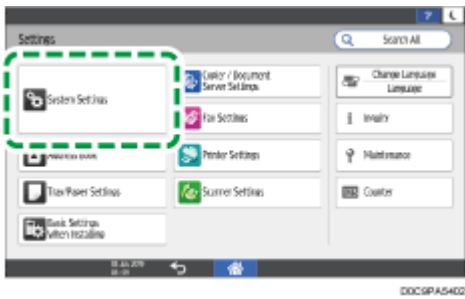 Settings
Search All
System Settings
Copier / Document
Server Settings
Change Language
Language
Fax Settings
Inquiry
Address Book
Printer Settings
Maintenance
Tray/Paper Settings
Scanner Settings
Counter
Basic Settings
when Installing
D0C9PA5402